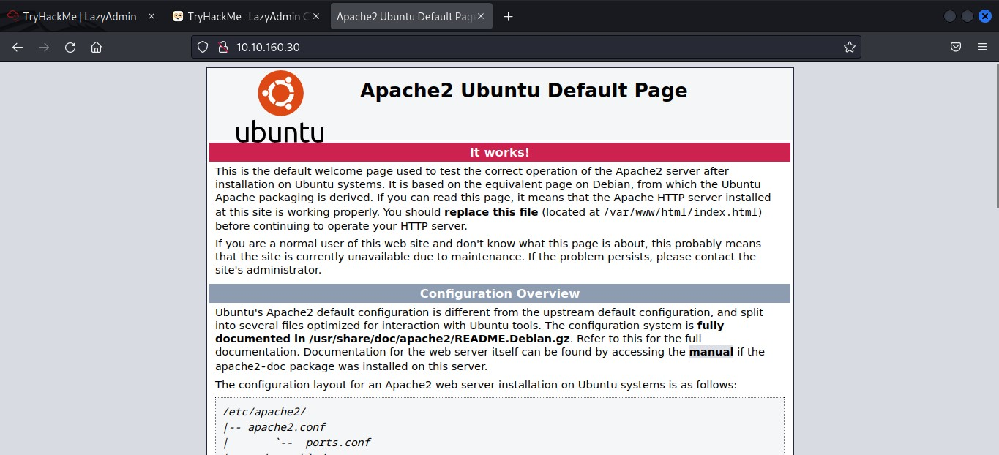 TryHackMe | LazyAdmin
TryHackMe- LazyAdmin
Apache2 Ubuntu Default Pag
10.10.160.30
ubuntu
Apache2 Ubuntu Default Page
It works!
This is the default welcome page used to test the correct operation of the Apache2 server after
installation on Ubuntu systems. It is based on the equivalent page on Debian, from which the Ubuntu
Apache packaging is derived. If you can read this page, it means that the Apache HTTP server installed
at this site is working properly. You should replace this file (located at /var/www/html/index.html)
before continuing to operate your HTTP server.
If you are a normal user of this web site and don't know what this page is about, this probably means
that the site is currently unavailable due to maintenance. If the problem persists, please contact the
site's administrator.
Configuration Overview
Ubuntu's Apache2 default configuration is different from the upstream default configuration, and split
into several files optimized for interaction with Ubuntu tools. The configuration system is fully
documented in /usr/share/doc/apache2/README.Debian.gz. Refer to this for the full
documentation. Documentation for the web server itself can be found by accessing the manual if the
apache2-doc package was installed on this server.
The configuration layout for an Apache2 web server installation on Ubuntu systems is as follows:
/etc/apache2/
|-- apache2.conf
|       `--  ports.conf